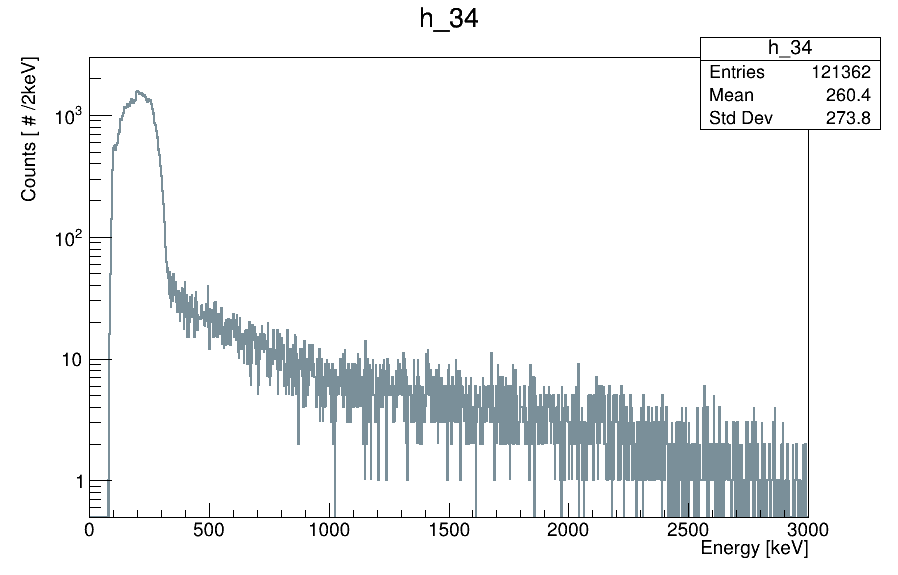 h_34
h_34
Entries 121362
Mean 260.4
Std Dev 273.8
Counts [ # /2keV]
10³
10²
10
1
0 500 1000 1500 2000 2500 3000
Energy [keV]